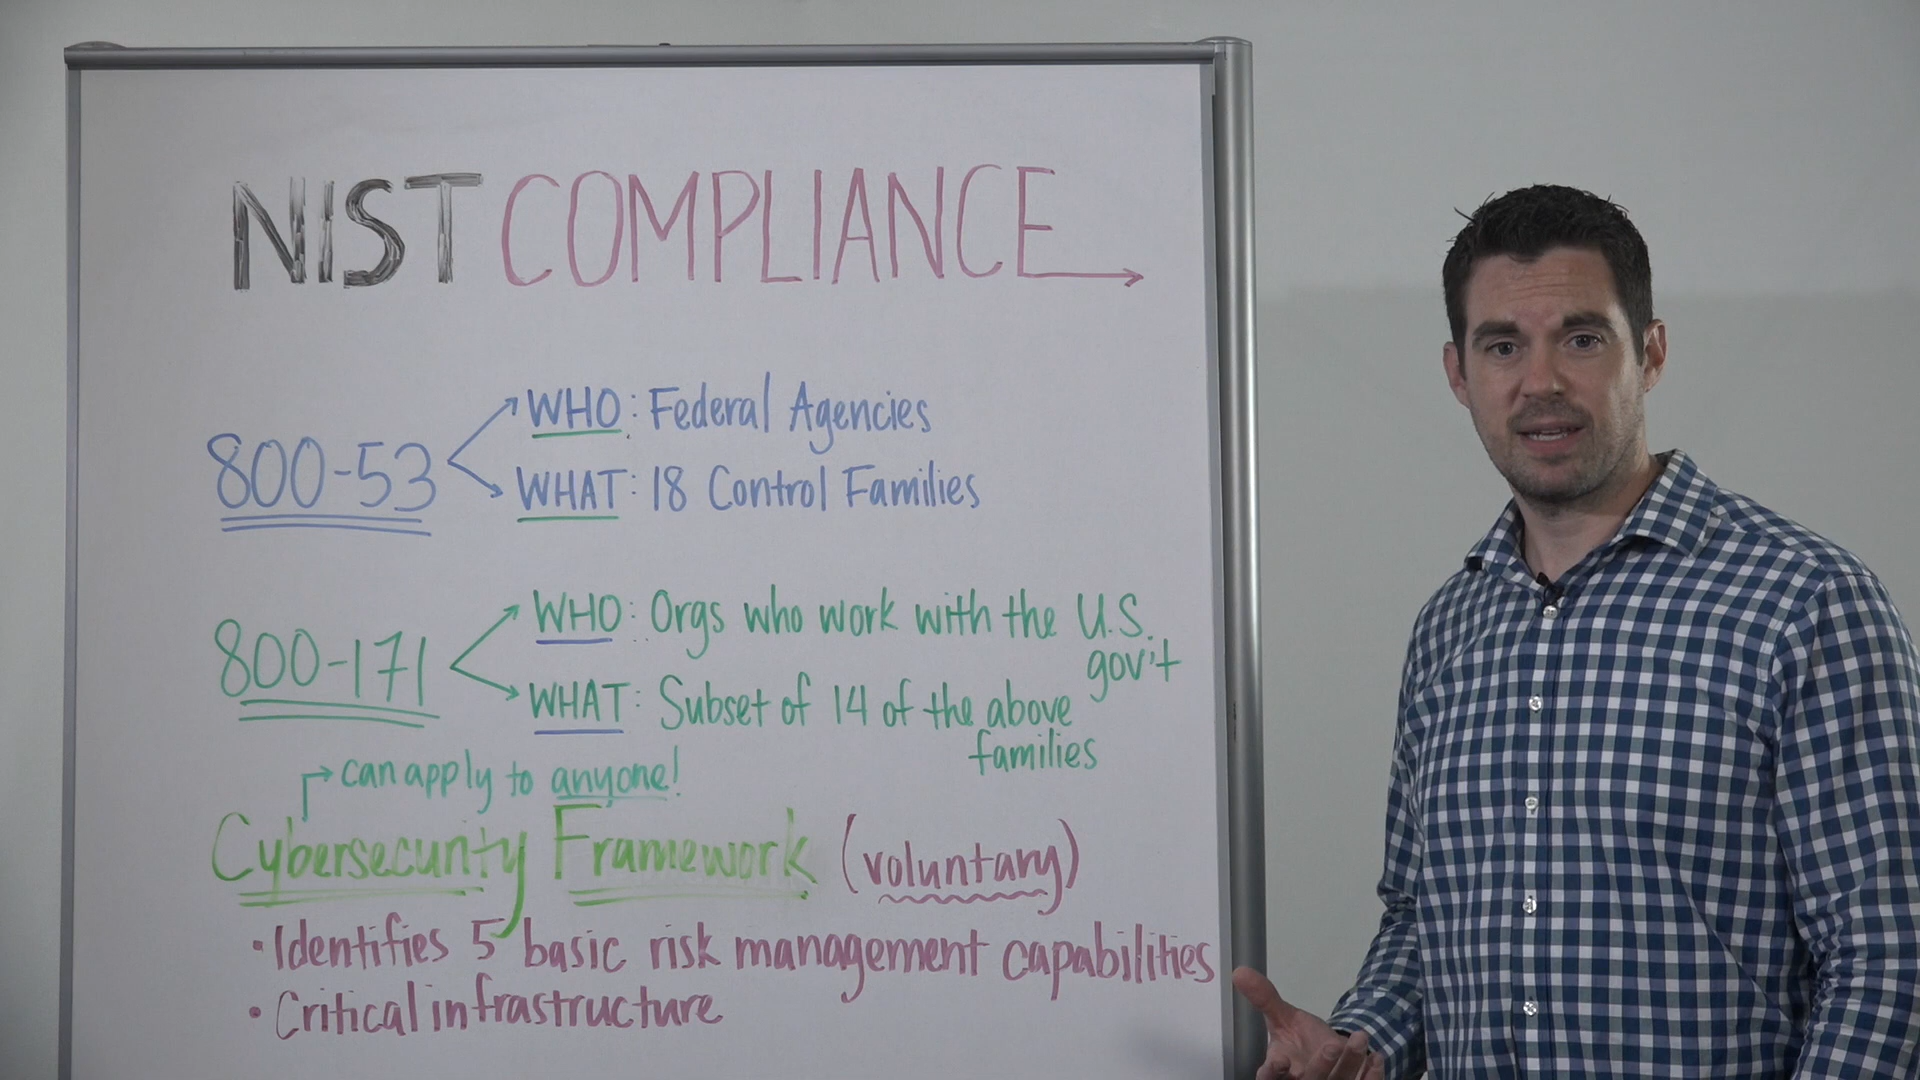 NIST COMPLIANCE
800-53
WHO: Federal Agencies
WHAT: 18 Control Families
800-171
WHO: Orgs who work with the U.S.
gov't
WHAT: Subset of 14 of the above
families
can apply to anyone!
Cybersecurity Framework (voluntary)
• Identifies 5 basic risk management capabilities
• Critical infrastructure